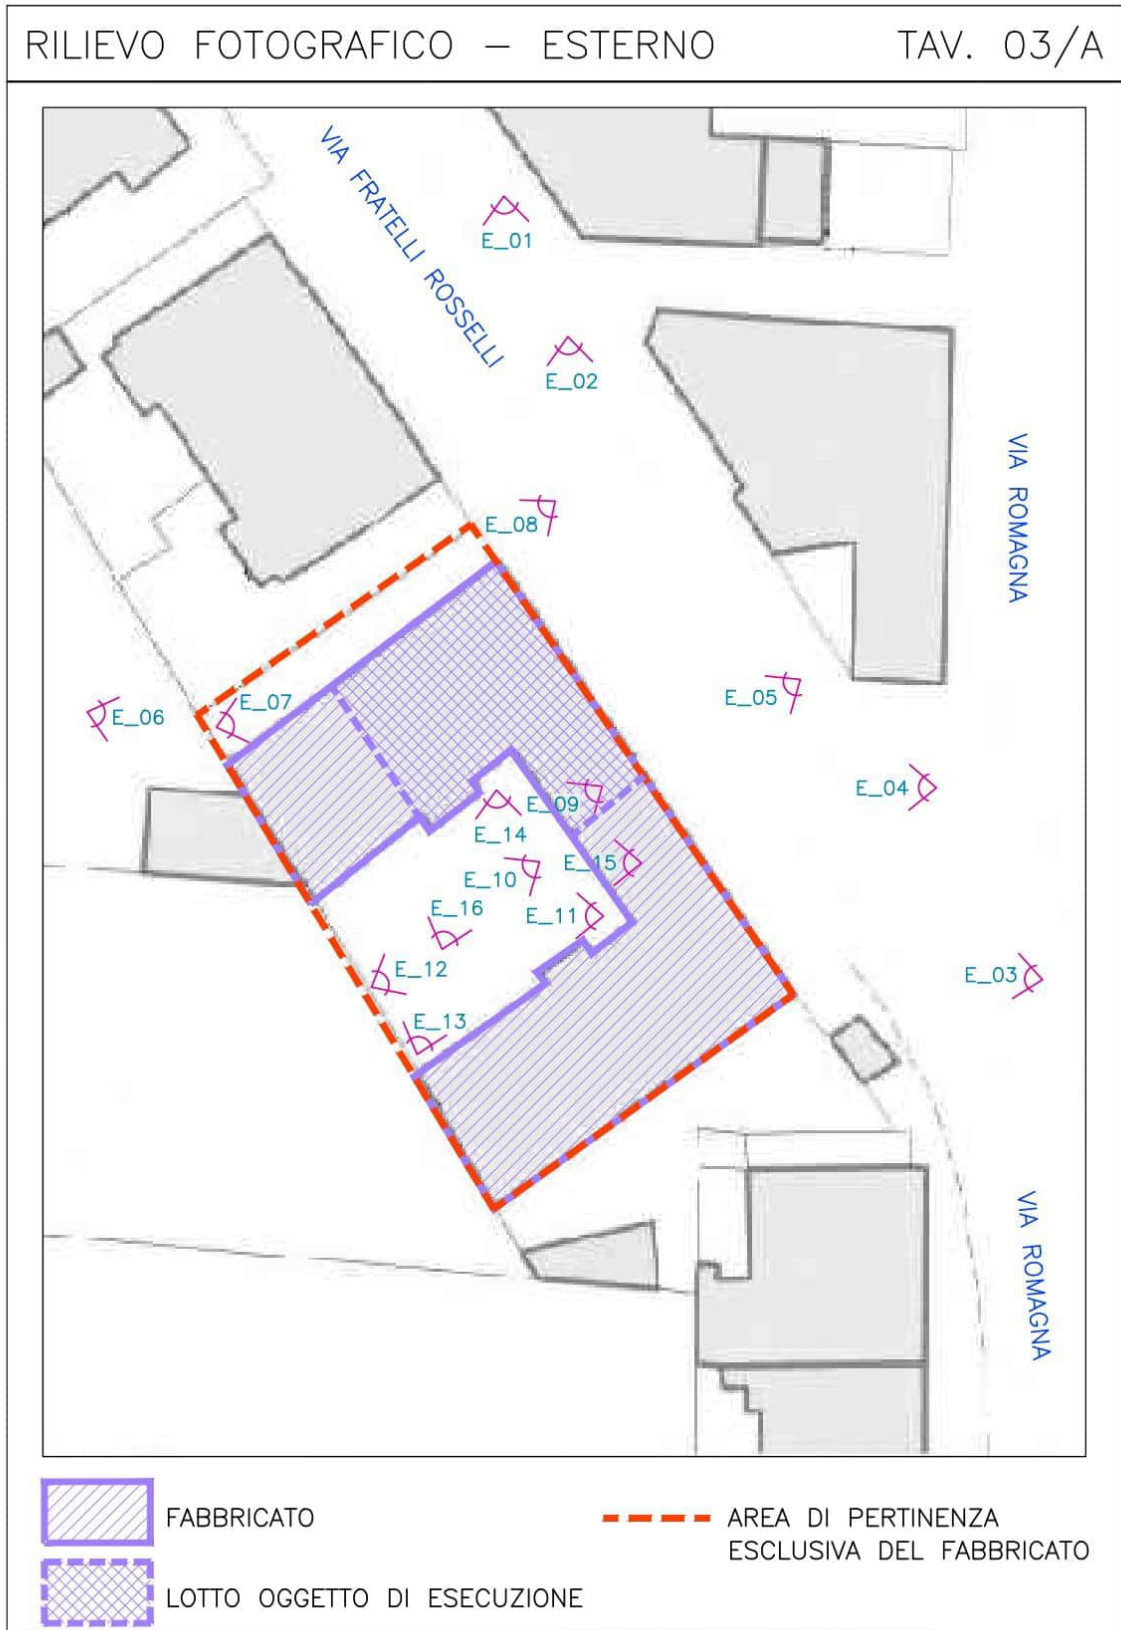 RILIEVO FOTOGRAFICO – ESTERNO TAV. 03/A
VIA FRATELLI ROSSELLI
E_01
E_02
VIA ROMAGNA
E_08
E_05
E_07
E_06
E_04
E_09
E_14
E_15
E_10
E_16
E_11
E_12
E_03
E_13
VIA ROMAGNA
FABBRICATO
AREA DI PERTINENZA
ESCLUSIVA DEL FABBRICATO
LOTTO OGGETTO DI ESECUZIONE